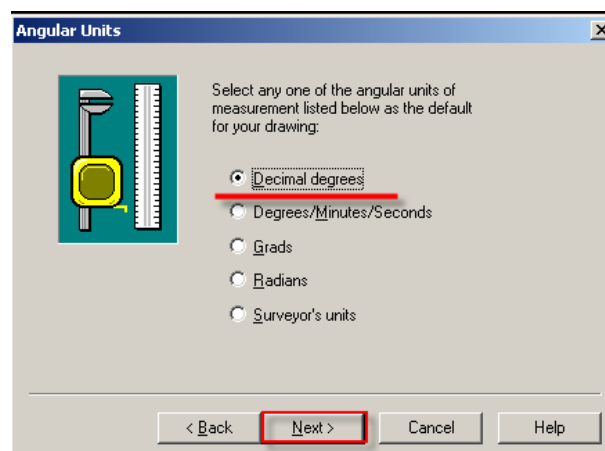 Angular Units
Select any one of the angular units of
measurement listed below as the default
for your drawing:
Decimal degrees
Degrees/Minutes/Seconds
Grads
Radians
Surveyor's units
< Back Next > Cancel Help